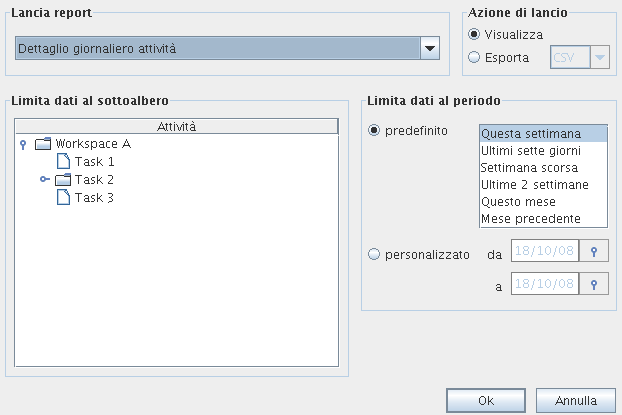 Lancia report
Dettaglio giornaliero attività
Azione di lancio
Visualizza
Esporta CSV
Limita dati al sottoalbero
Attività
Workspace A
Task 1
Task 2
Task 3
Limita dati al periodo
predefinito
Questa settimana
Ultimi sette giorni
Settimana scorsa
Ultime 2 settimane
Questo mese
Mese precedente
personalizzato da 18/10/08
a 18/10/08
Ok Annulla